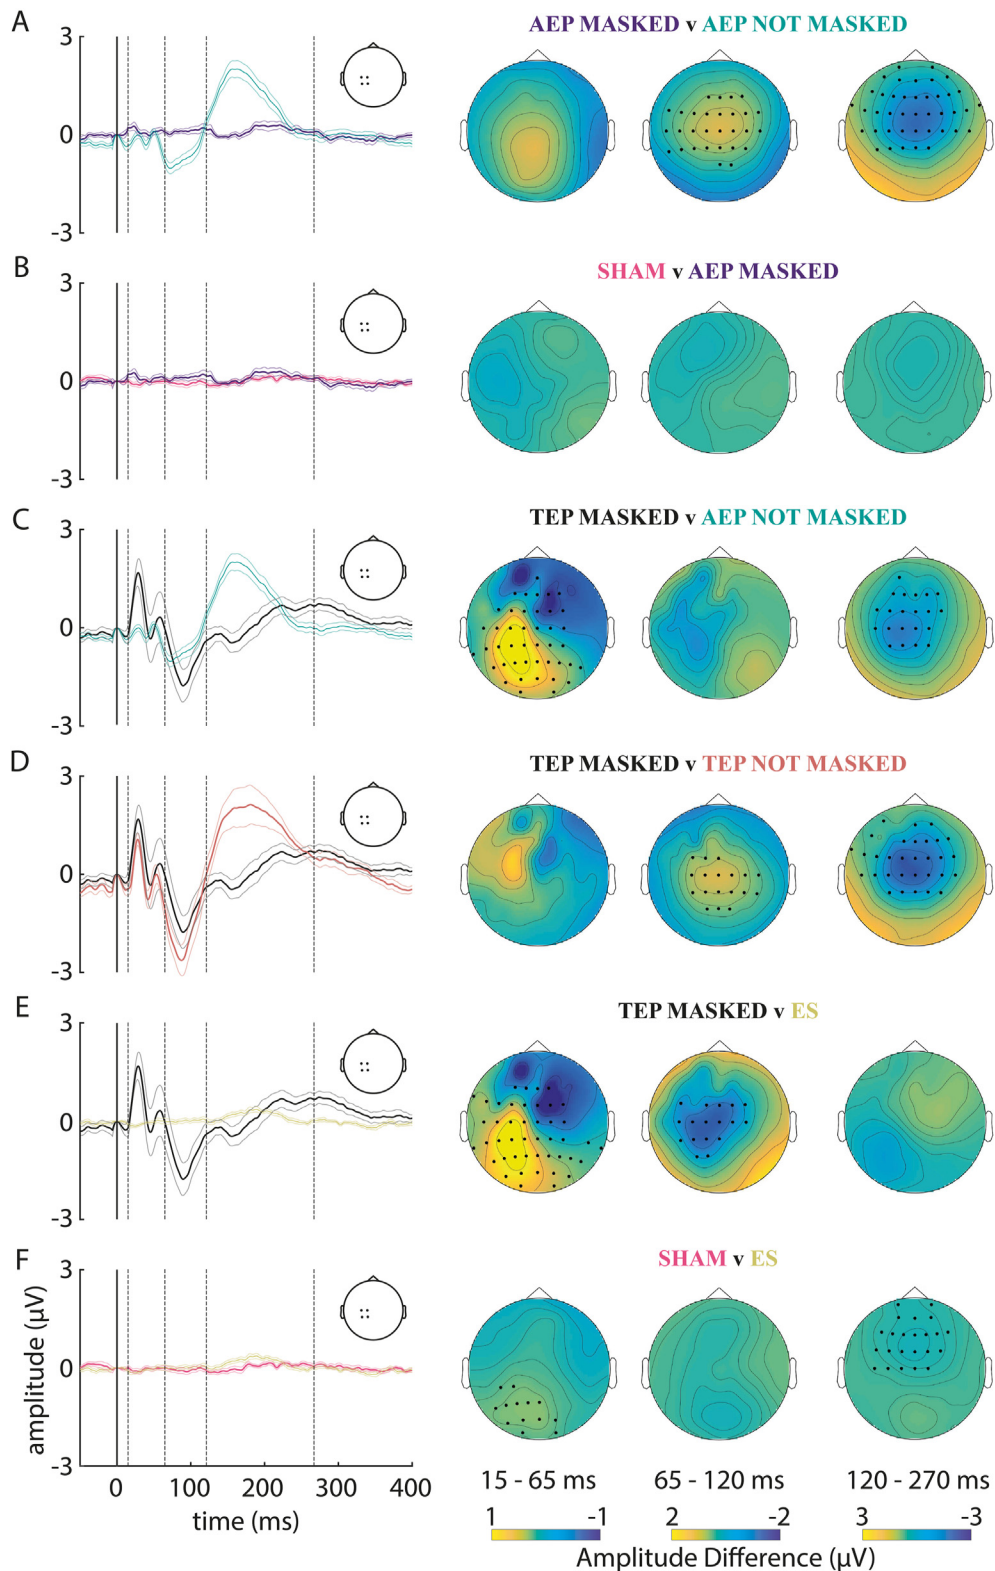 A
AEP MASKED v AEP NOT MASKED
3
0
-3
B
SHAM v AEP MASKED
3
0
-3
C
TEP MASKED v AEP NOT MASKED
3
0
-3
D
TEP MASKED v TEP NOT MASKED
3
0
-3
E
TEP MASKED v ES
3
0
-3
F
SHAM v ES
3
0
-3
amplitude (µV)
0 100 200 300 400
time (ms)
15 - 65 ms 65 - 120 ms 120 - 270 ms
1 -1 2 -2 3 -3
Amplitude Difference (µV)